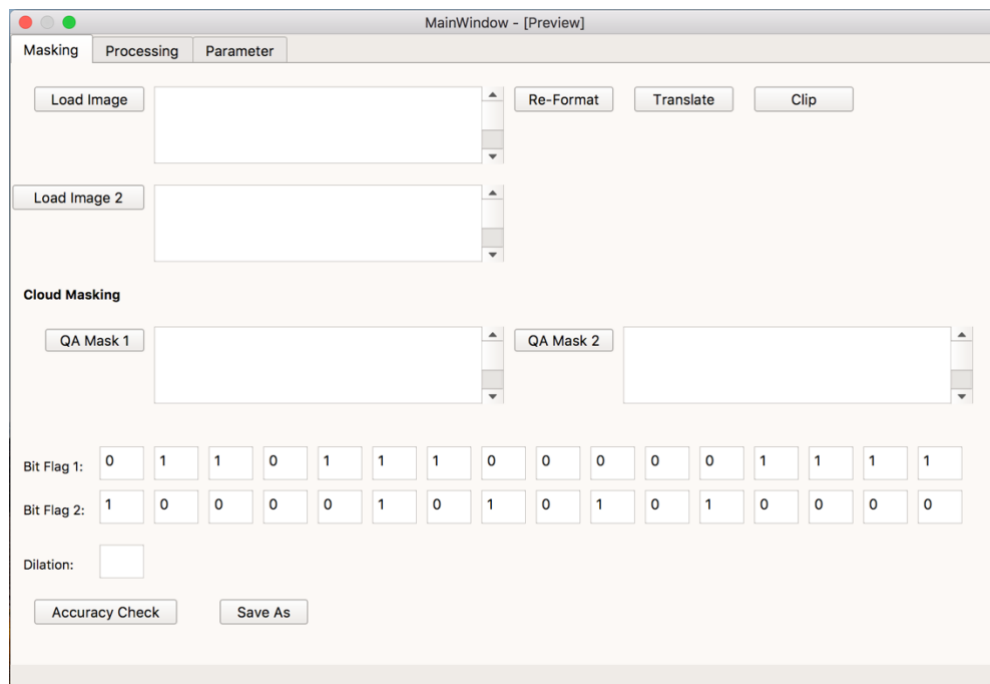 MainWindow - [Preview]
Masking Processing Parameter
Load Image Re-Format Translate Clip
Load Image 2
Cloud Masking
QA Mask 1 QA Mask 2
Bit Flag 1: 0 1 1 0 1 1 1 0 0 0 0 0 1 1 1 1
Bit Flag 2: 1 0 0 0 0 1 0 1 0 1 0 1 0 0 0 0
Dilation:
Accuracy Check Save As